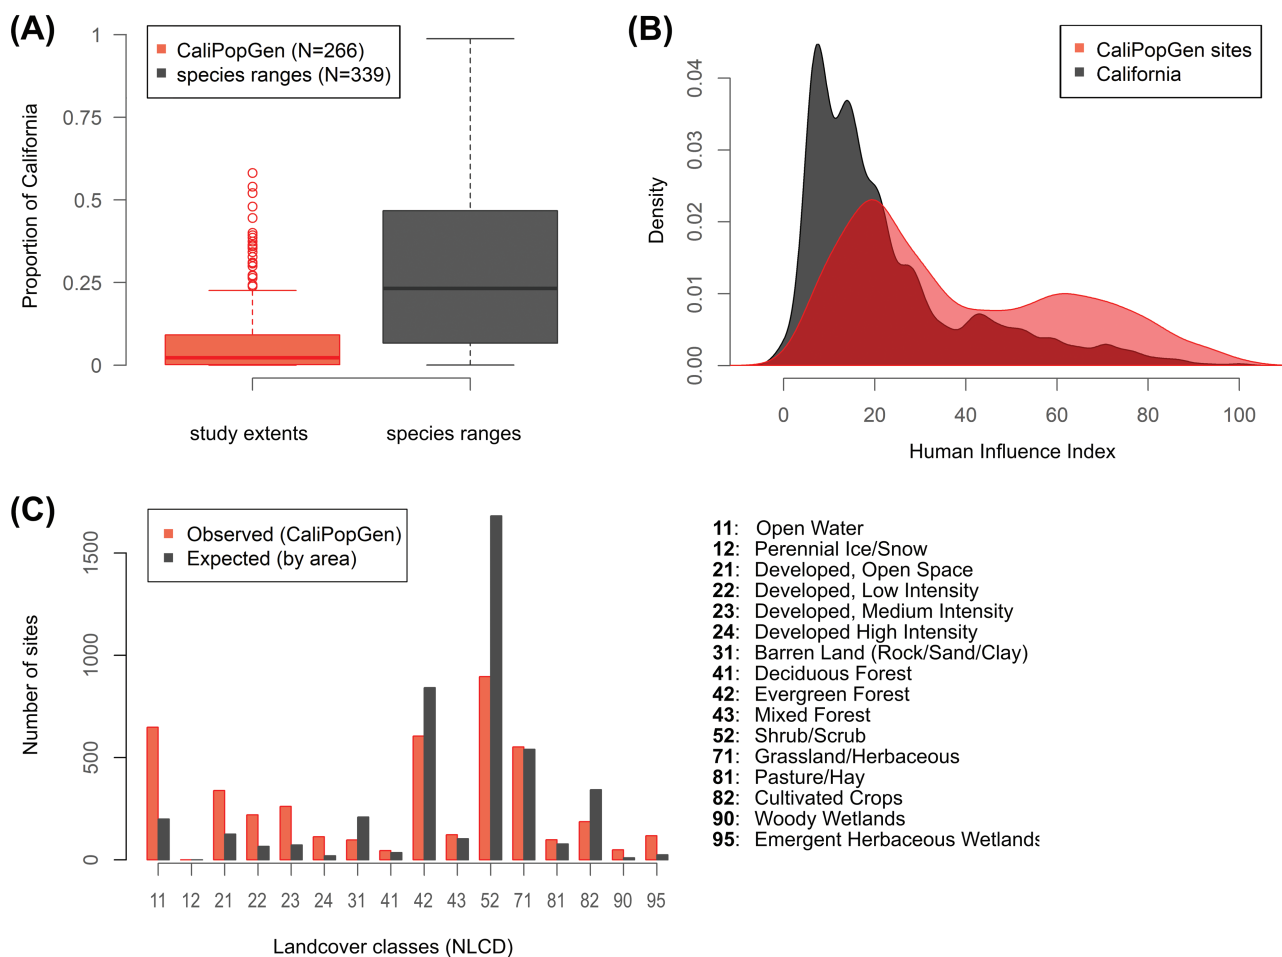 (A)
CaliPopGen (N=266)
species ranges (N=339)
Proportion of California
1
0.75
0.5
0.25
0
study extents
species ranges
(B)
CaliPopGen sites
California
Density
0.04
0.03
0.02
0.01
0.00
0 20 40 60 80 100
Human Influence Index
(C)
Observed (CaliPopGen)
Expected (by area)
Number of sites
1500
1000
500
0
11 12 21 22 23 24 31 41 42 43 52 71 81 82 90 95
Landcover classes (NLCD)
11: Open Water
12: Perennial Ice/Snow
21: Developed, Open Space
22: Developed, Low Intensity
23: Developed, Medium Intensity
24: Developed High Intensity
31: Barren Land (Rock/Sand/Clay)
41: Deciduous Forest
42: Evergreen Forest
43: Mixed Forest
52: Shrub/Scrub
71: Grassland/Herbaceous
81: Pasture/Hay
82: Cultivated Crops
90: Woody Wetlands
95: Emergent Herbaceous Wetlands